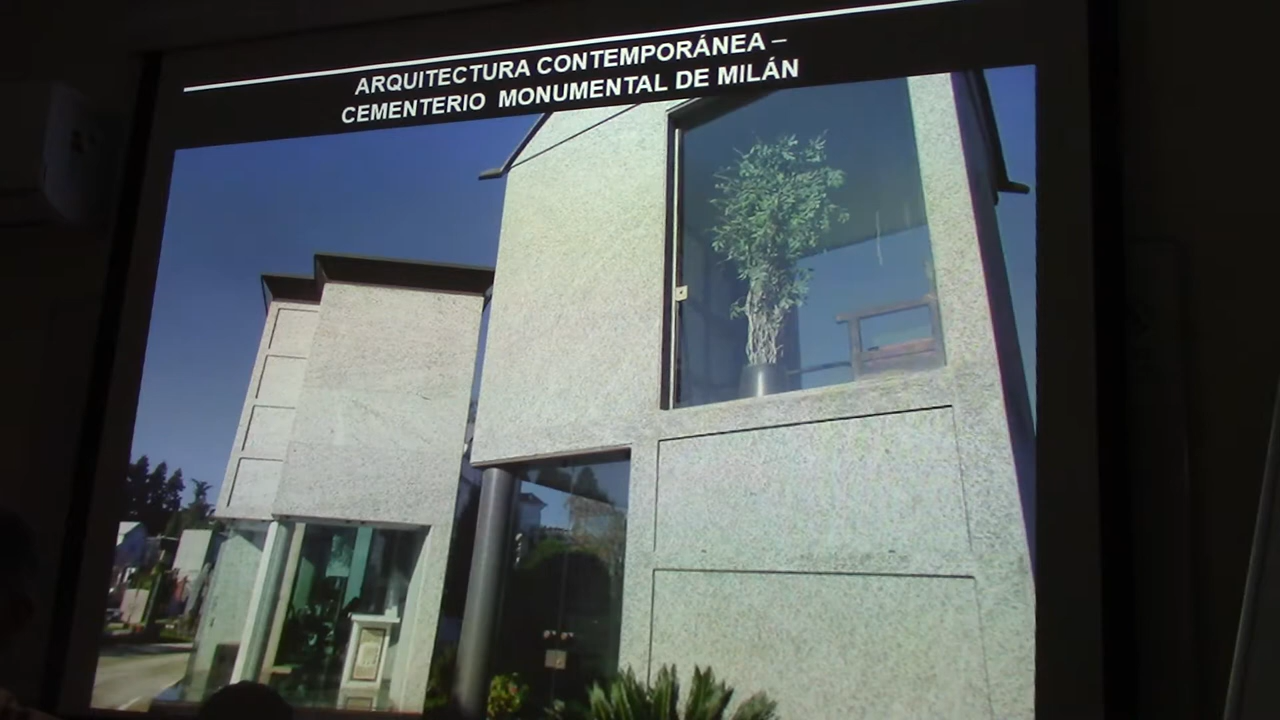 ARQUITECTURA CONTEMPORÁNEA –
CEMENTERIO MONUMENTAL DE MILÁN